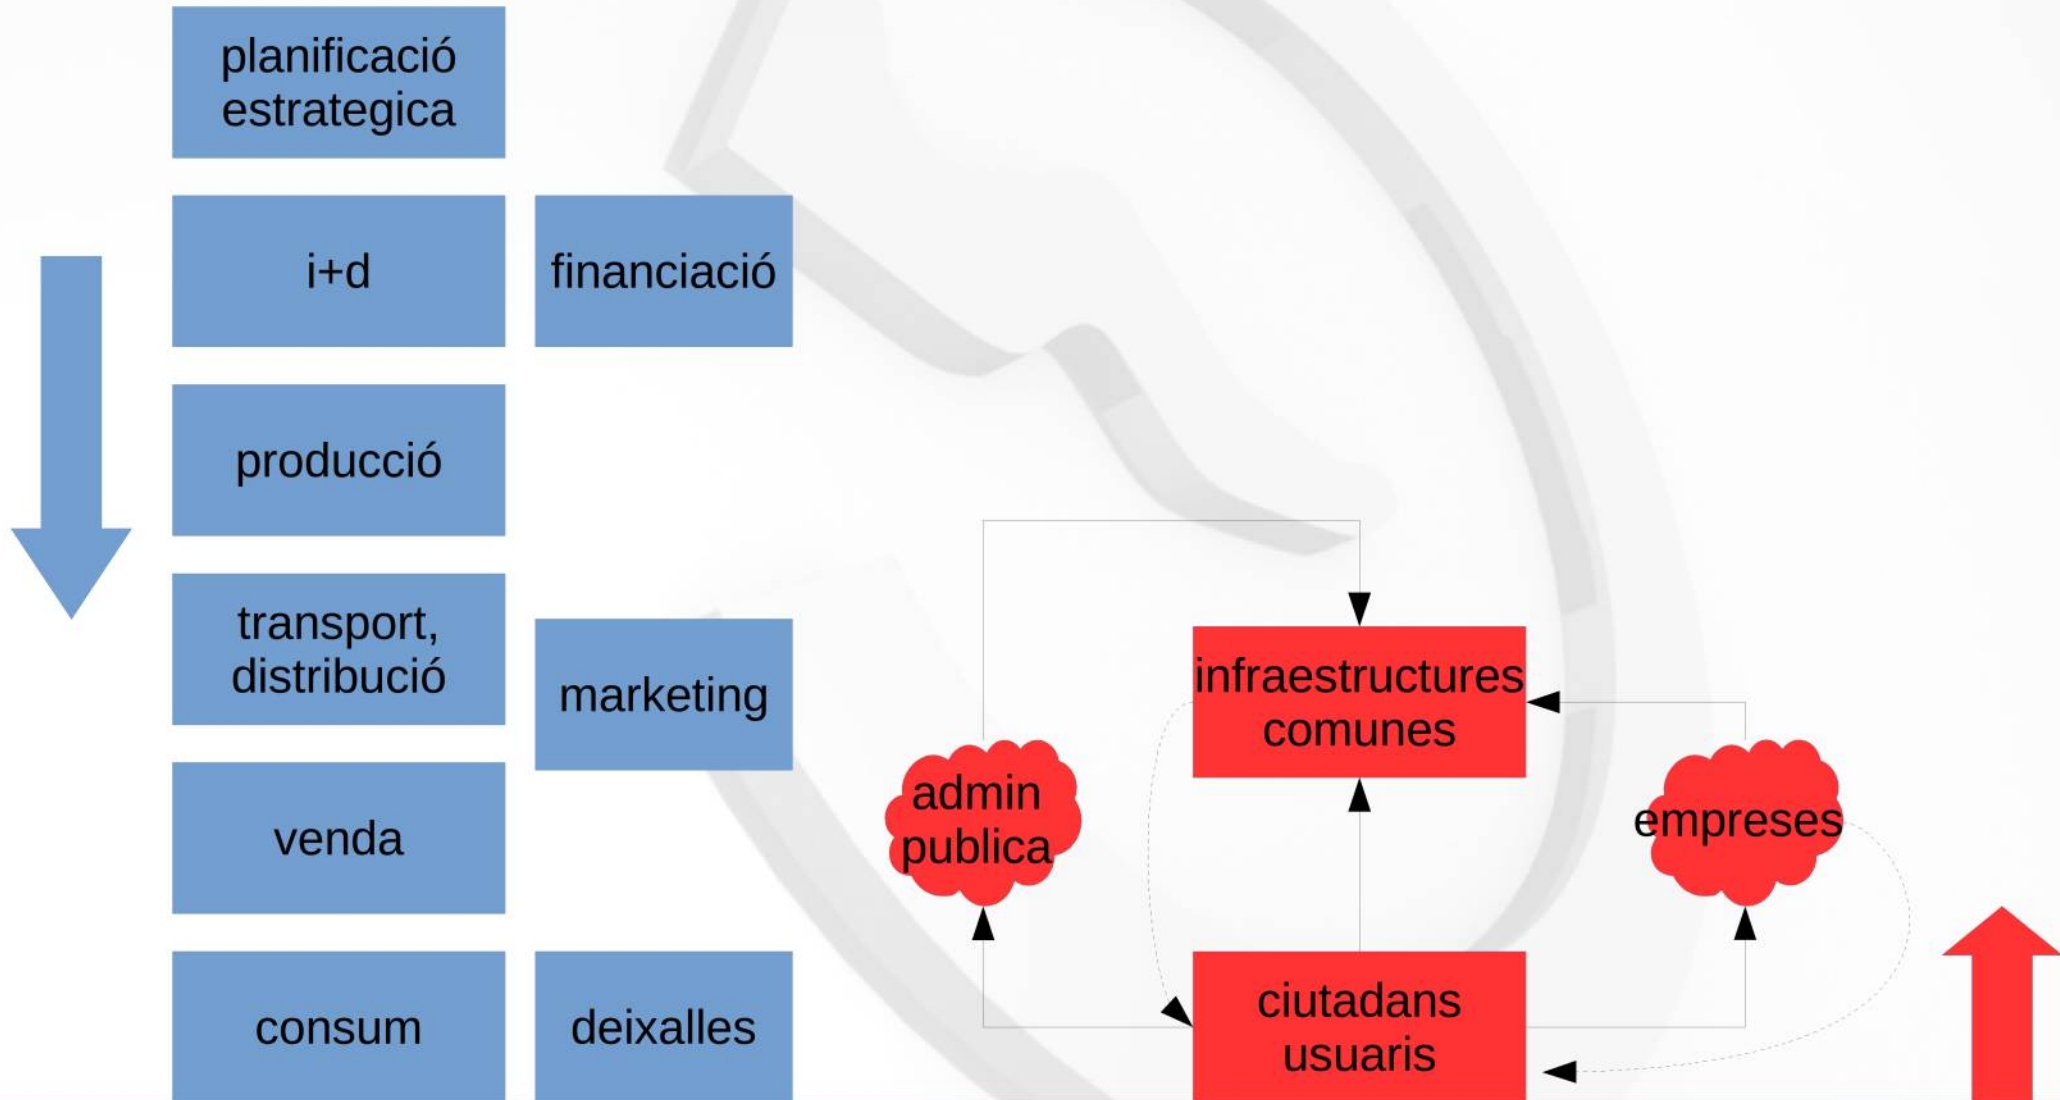 planificació
estrategica
i+d
financiació
producció
transport,
distribució
marketing
venda
consum
deixalles
infraestructures
comunes
admin
publica
empreses
ciutadans
usuaris